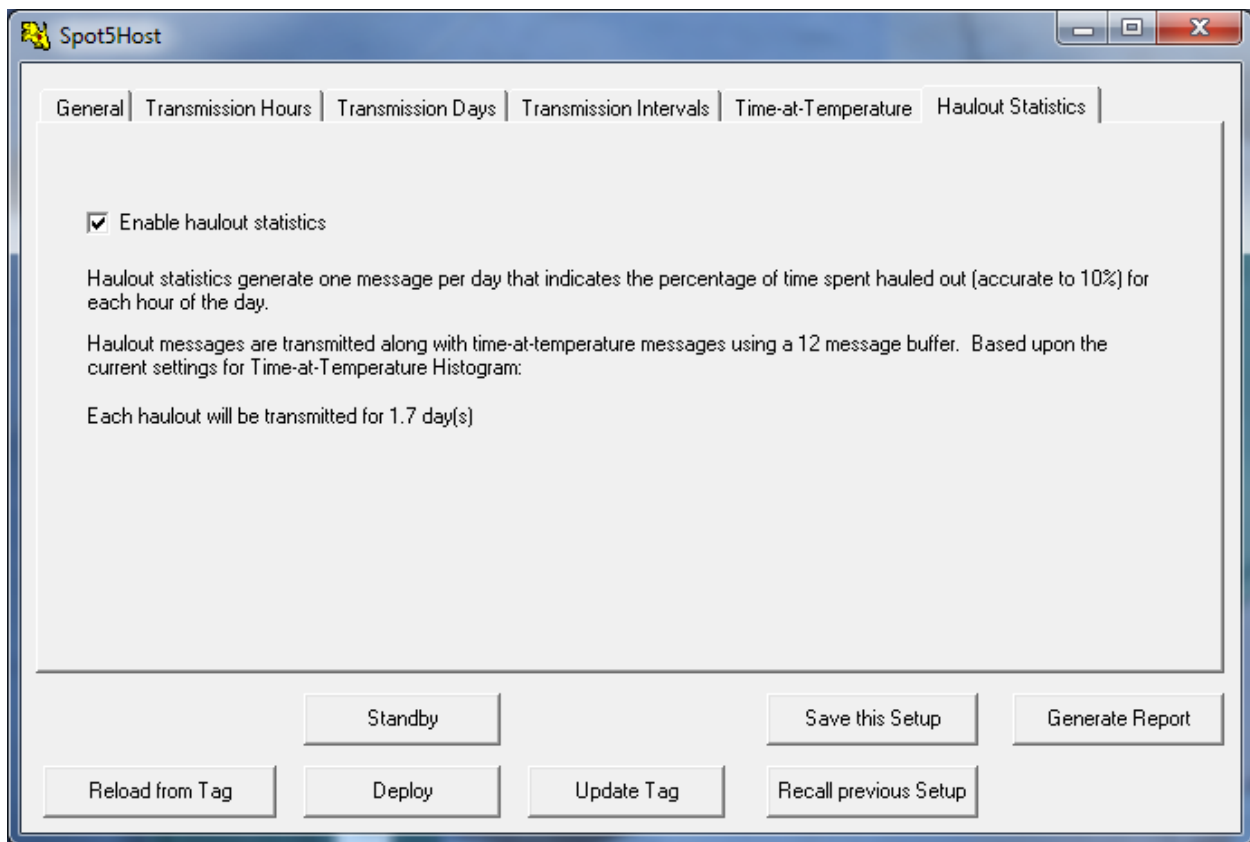 Spot5Host
General Transmission Hours Transmission Days Transmission Intervals Time-at-Temperature Haulout Statistics
Enable haulout statistics
Haulout statistics generate one message per day that indicates the percentage of time spent hauled out (accurate to 10%) for
each hour of the day.
Haulout messages are transmitted along with time-at-temperature messages using a 12 message buffer. Based upon the
current settings for Time-at-Temperature Histogram:
Each haulout will be transmitted for 1.7 day(s)
Standby Save this Setup Generate Report
Reload from Tag Deploy Update Tag Recall previous Setup